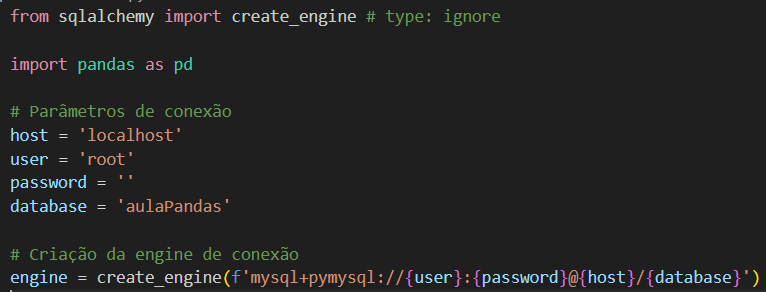 from sqlalchemy import create_engine # type: ignore
import pandas as pd
# Parâmetros de conexão
host = 'localhost'
user = 'root'
password = ''
database = 'aulaPandas'
# Criação da engine de conexão
engine = create_engine(f'mysql+pymysql://{user}:{password}@{host}/{database}')